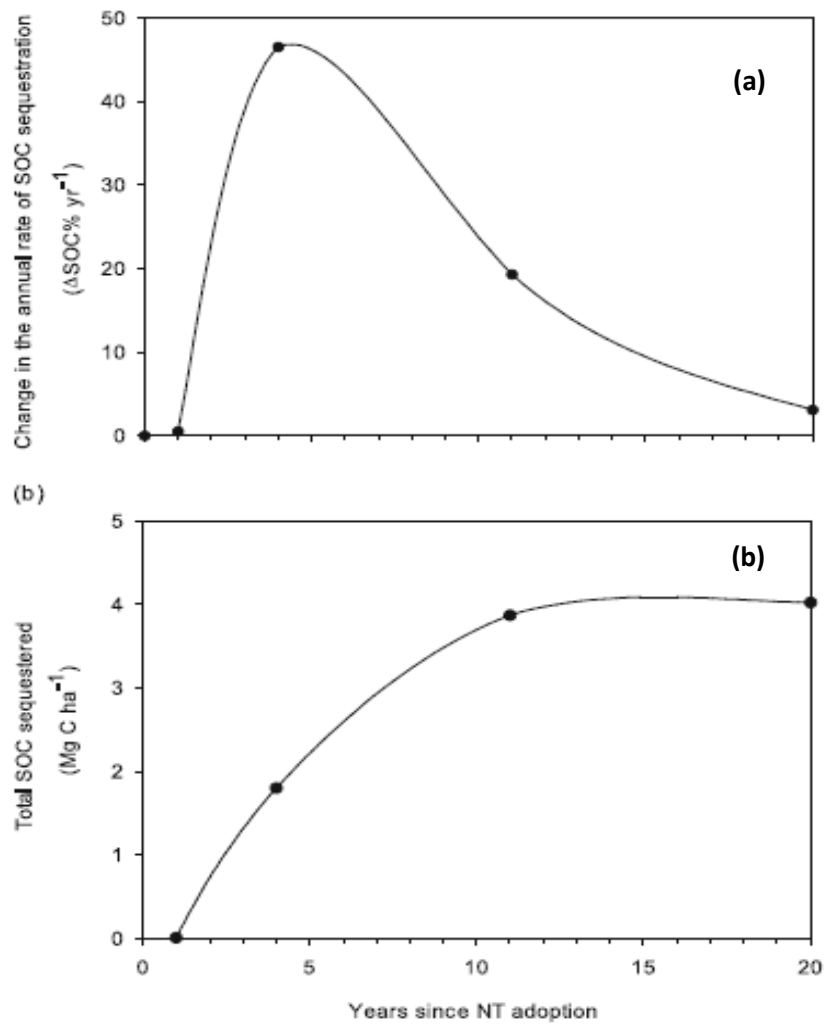 50
40
30
20
10
0
Change in the annual rate of SOC sequestration
(ΔSOC% yr⁻¹)
(a)
(b)
5
4
3
2
1
0
Total SOC sequestered
(Mg C ha⁻¹)
(b)
0 5 10 15 20
Years since NT adoption